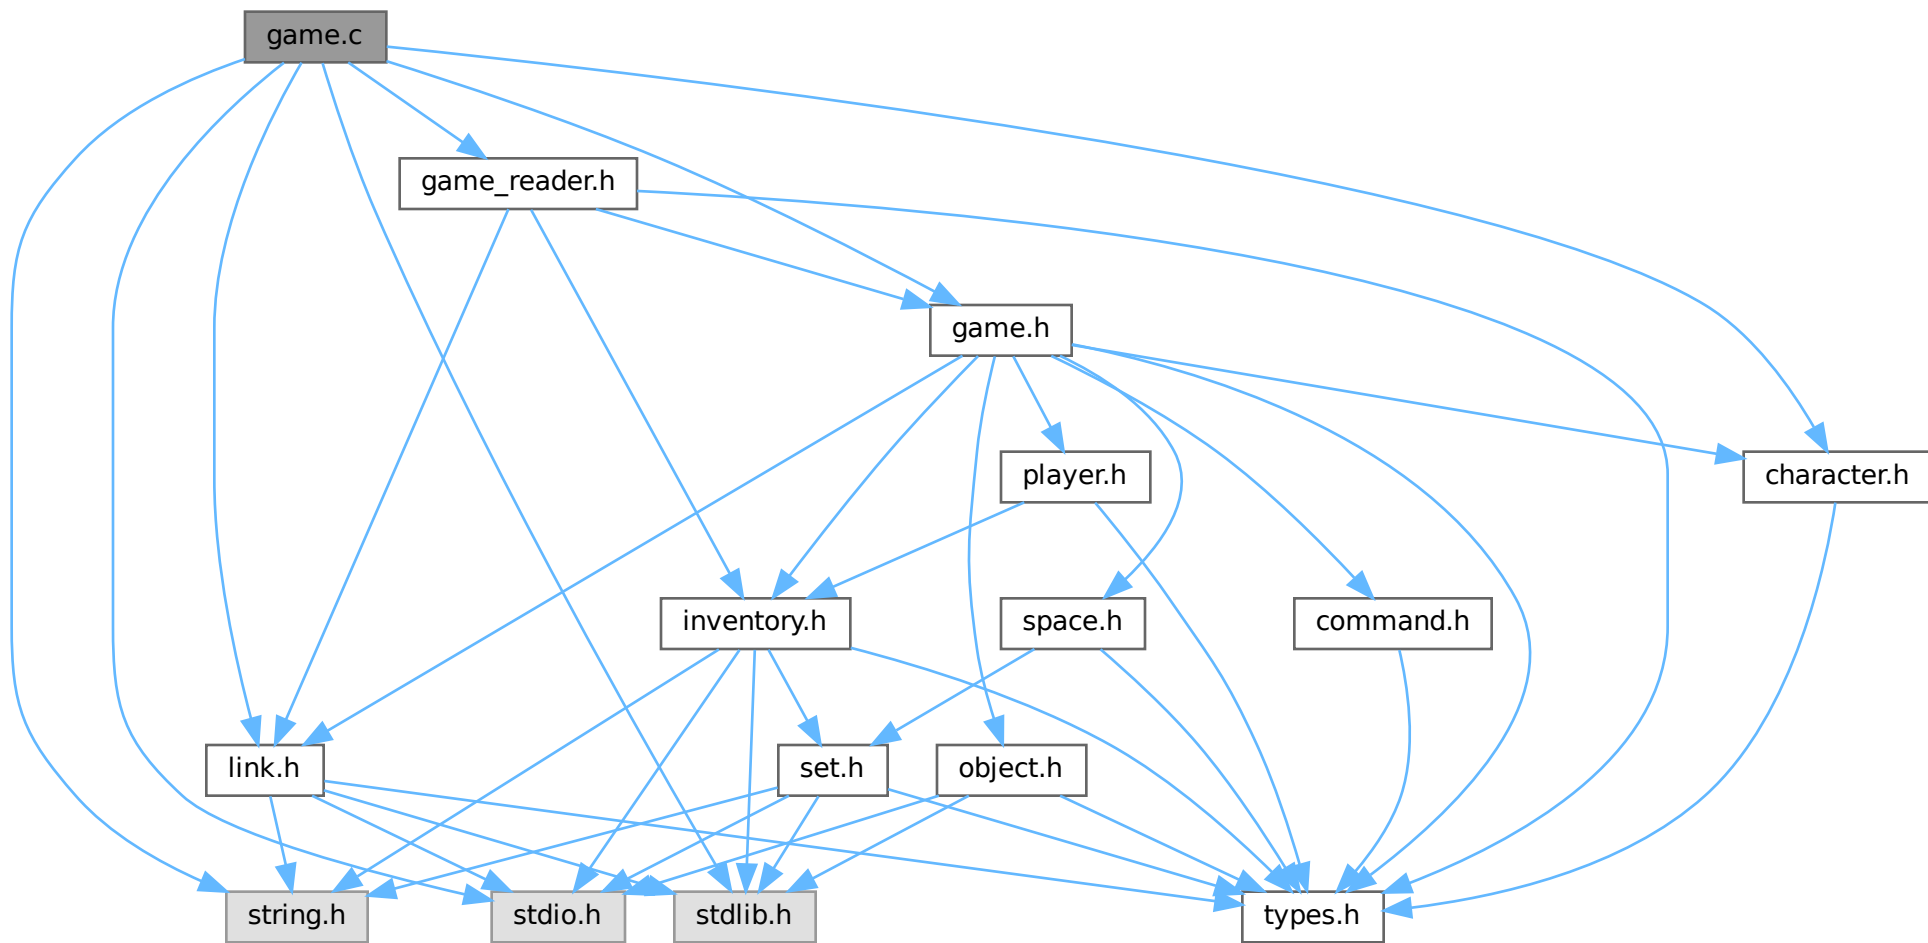 game.c
game_reader.h
game.h
player.h
character.h
inventory.h
space.h
command.h
link.h
set.h
object.h
string.h
stdio.h
stdlib.h
types.h